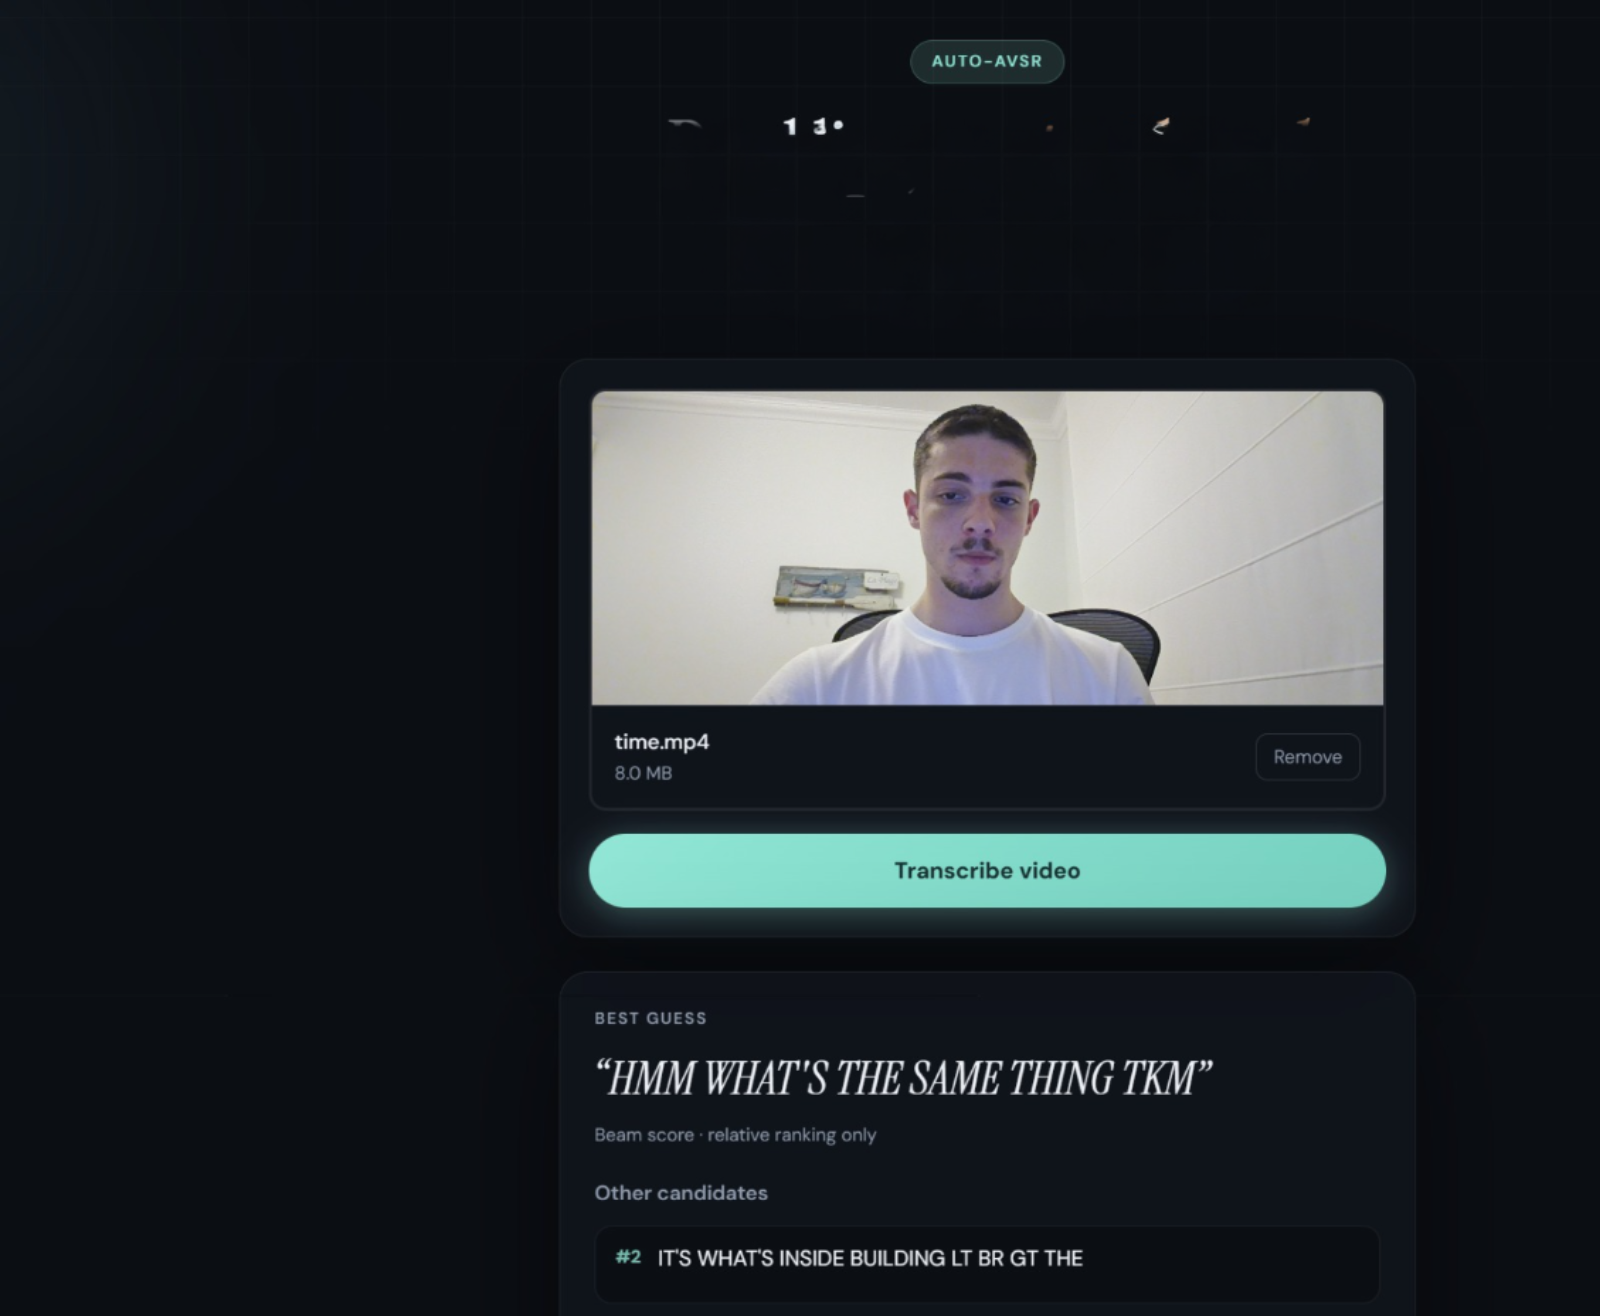 AUTO-AVSR
time.mp4
8.0 MB
Remove
Transcribe video
BEST GUESS
“HMM WHAT'S THE SAME THING TKM”
Beam score · relative ranking only
Other candidates
#2 IT'S WHAT'S INSIDE BUILDING LT BR GT THE